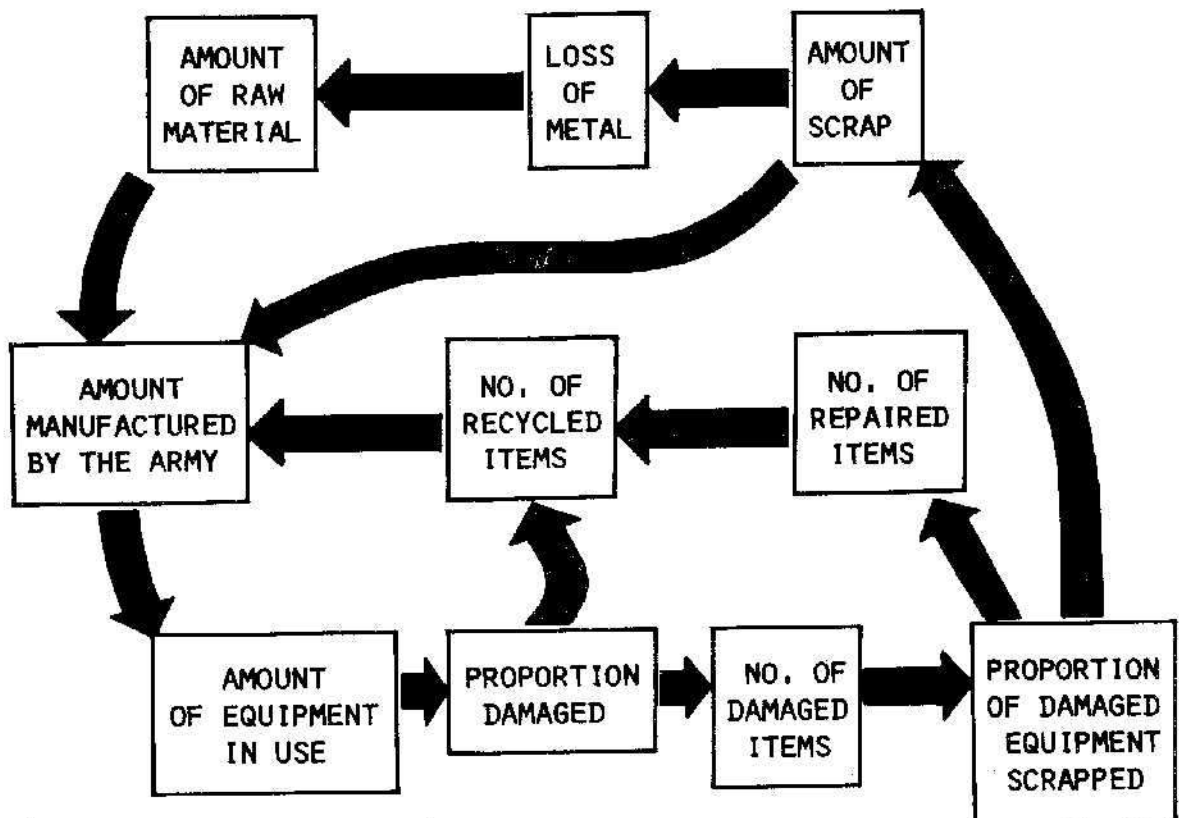 AMOUNT
OF RAW
MATERIAL
LOSS
OF
METAL
AMOUNT
OF
SCRAP
AMOUNT
MANUFACTURED
BY THE ARMY
NO. OF
RECYCLED
ITEMS
NO. OF
REPAIRED
ITEMS
AMOUNT
OF EQUIPMENT
IN USE
PROPORTION
DAMAGED
NO. OF
DAMAGED
ITEMS
PROPORTION
OF DAMAGED
EQUIPMENT
SCRAPPED